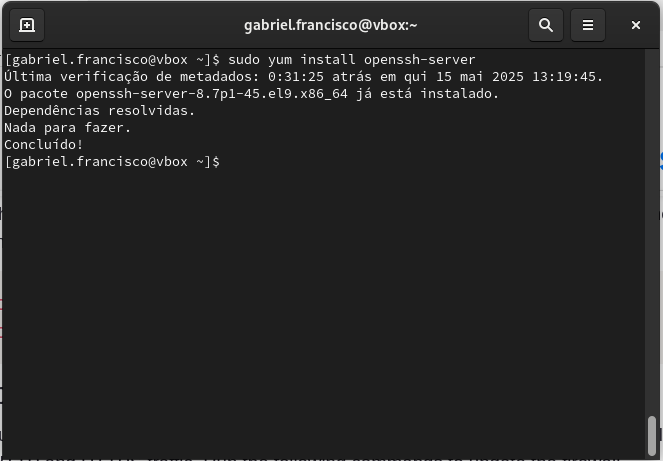 gabriel.francisco@vbox:~
[gabriel.francisco@vbox ~]$ sudo yum install openssh-server
Última verificação de metadados: 0:31:25 atrás em qui 15 mai 2025 13:19:45.
O pacote openssh-server-8.7p1-45.el9.x86_64 já está instalado.
Dependências resolvidas.
Nada para fazer.
Concluído!
[gabriel.francisco@vbox ~]$